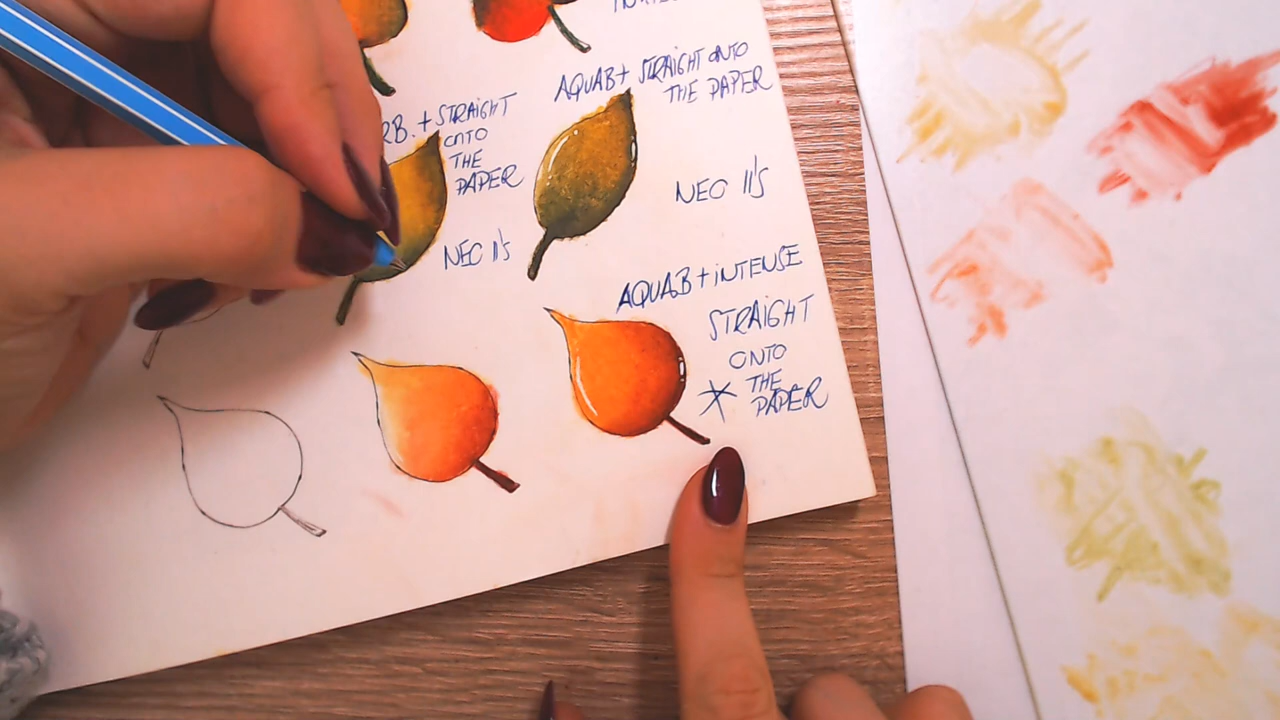 AQUAB+ STRAIGHT ONTO
THE PAPER
RB. + STRAIGHT
ONTO
THE
PAPER
NEO II'S
NEO II'S
AQUAB + INTENSE
STRAIGHT
ONTO
THE
PAPER